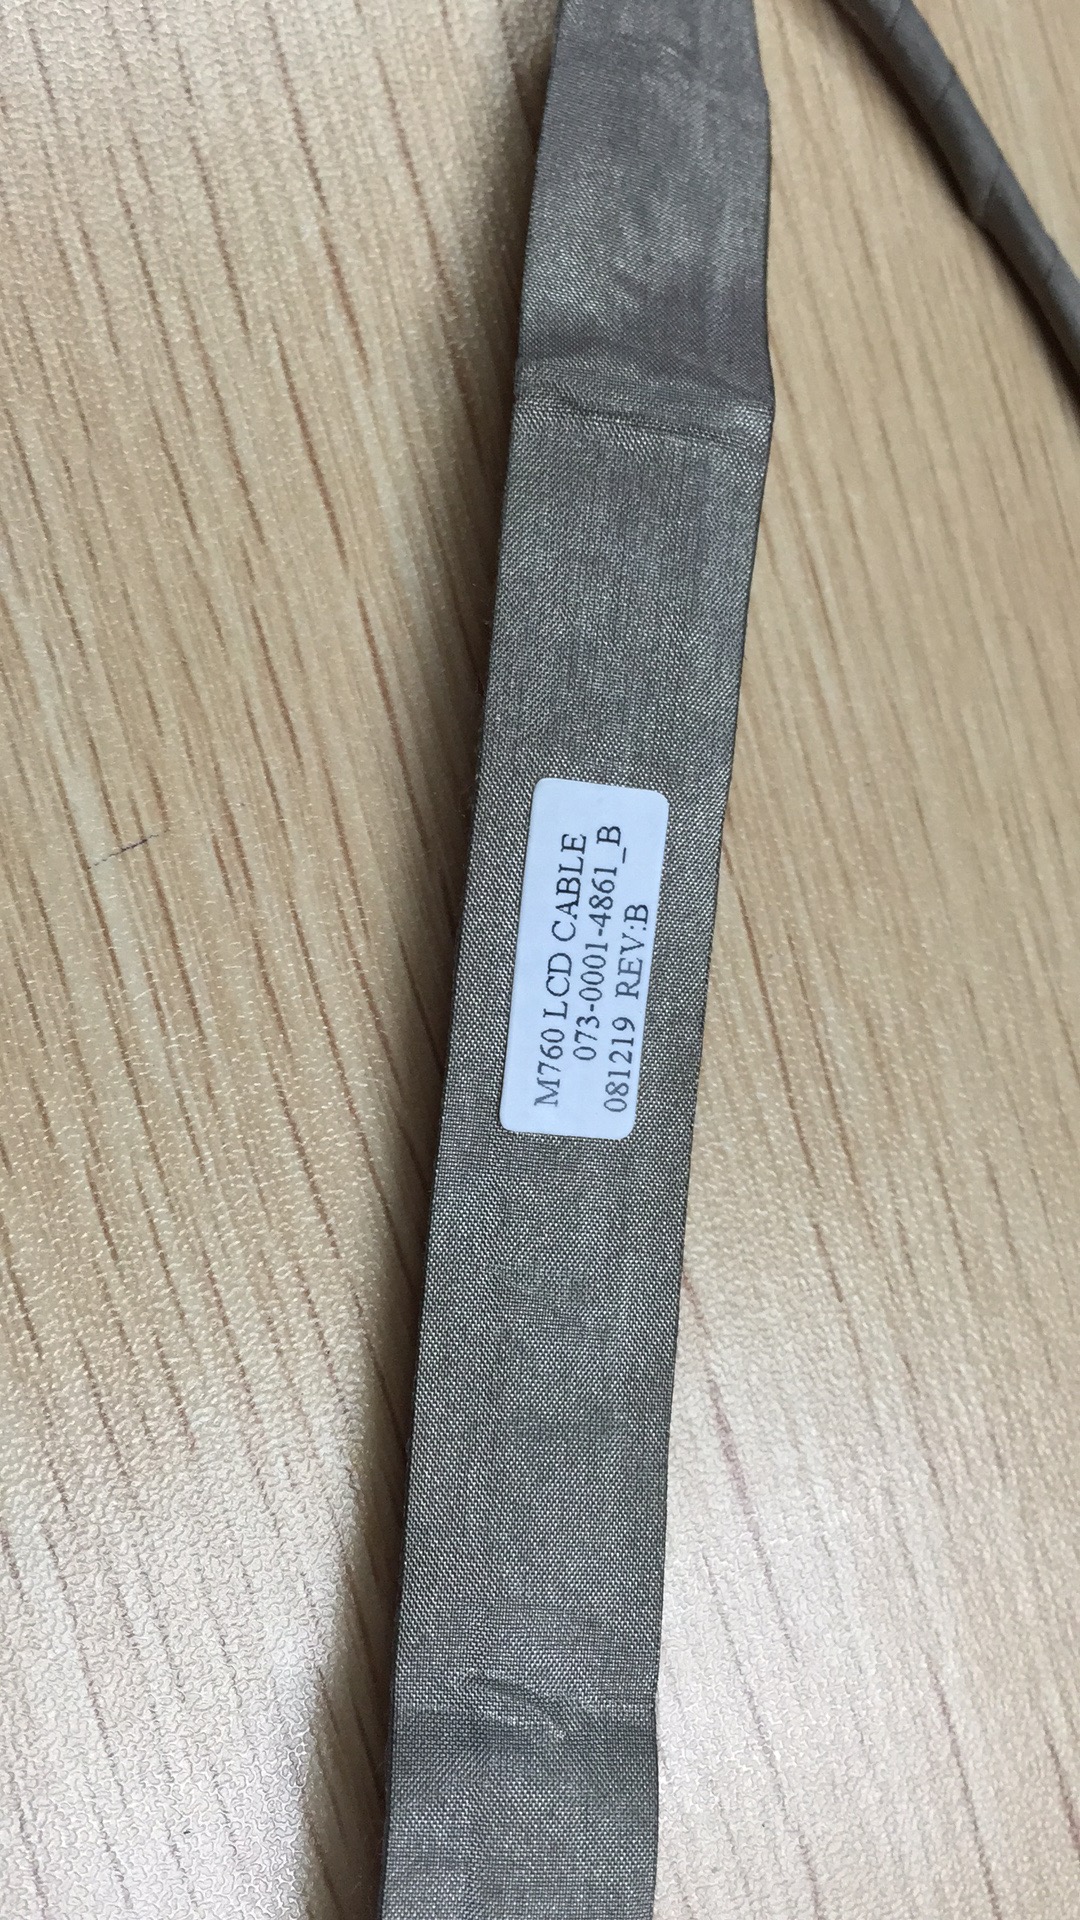 M760 LCD CABLE
073-0001-4861_B
081219 REV:B